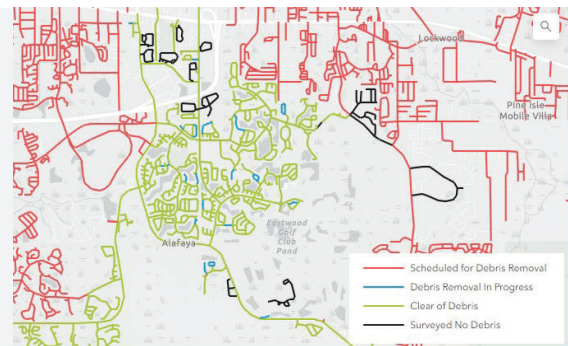 Lockwood
Pine Isle
Mobile Villa
Eastwood
Golf
Club
Pond
Alafaya
Scheduled for Debris Removal
Debris Removal In Progress
Clear of Debris
Surveyed No Debris